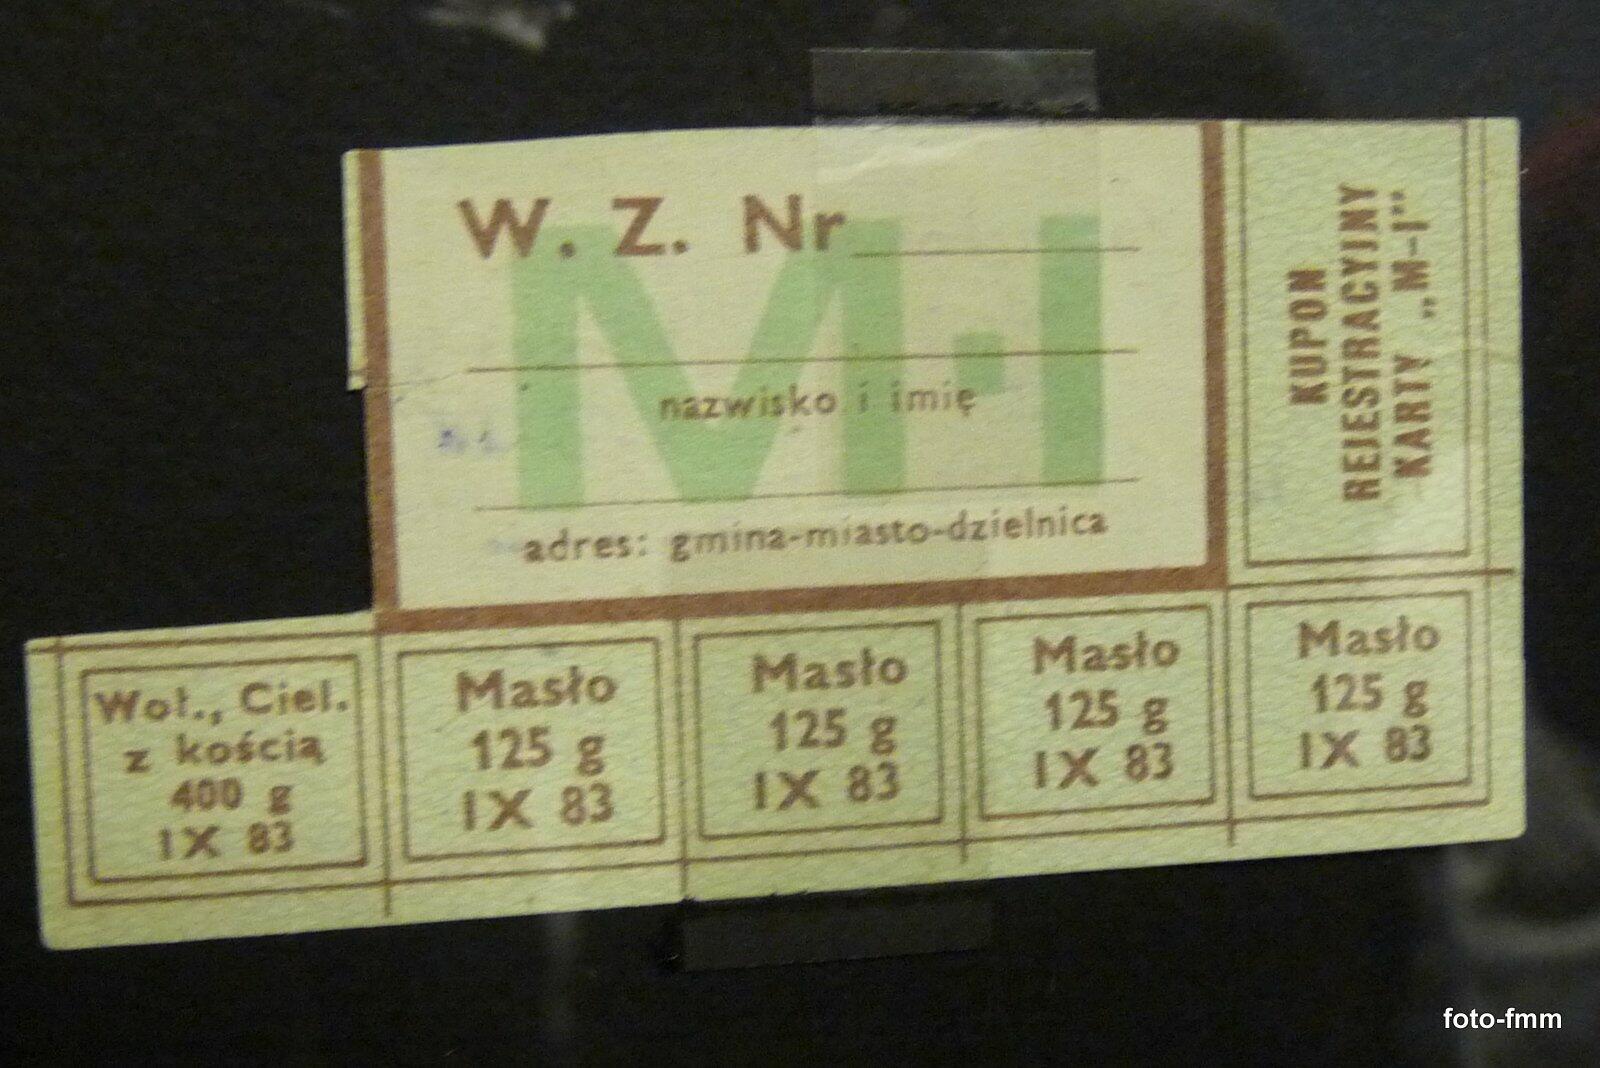 W. Z. Nr
M·I
nazwisko i imię
adres: gmina-miasto-dzielnica
KUPON
REJESTRACYJNY
KARTY „M-I”
Woł., Ciel.
z kością
400 g
IX 83
Masło
125 g
IX 83
Masło
125 g
IX 83
Masło
125 g
IX 83
Masło
125 g
IX 83
foto-fmm